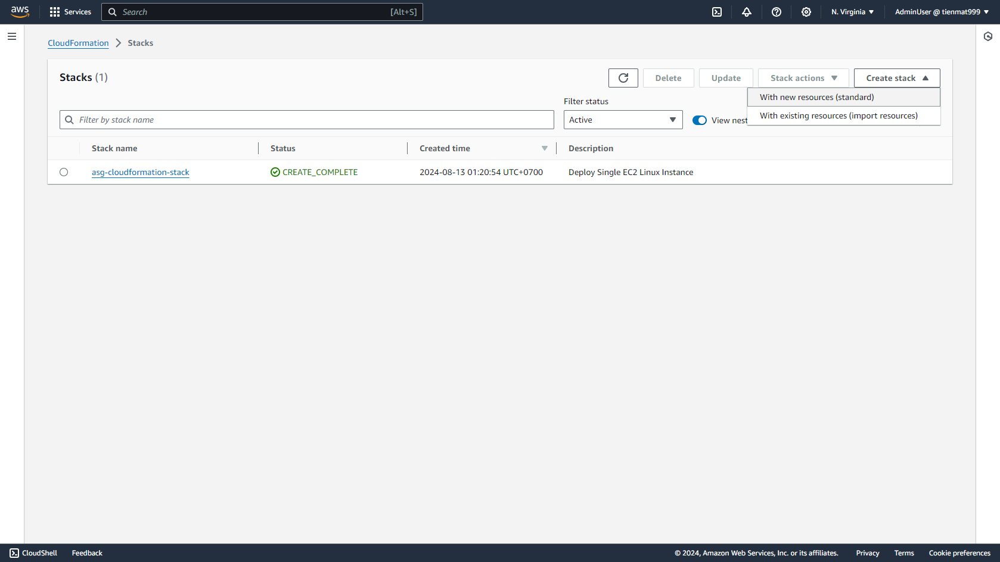 aws Services Search [Alt+S] N. Virginia AdminUser @ tienmat999
CloudFormation Stacks
Stacks (1) Delete Update Stack actions Create stack
With new resources (standard)
With existing resources (import resources)
Filter status
Filter by stack name Active View nest
Stack name Status Created time Description
asg-cloudformation-stack CREATE_COMPLETE 2024-08-13 01:20:54 UTC+0700 Deploy Single EC2 Linux Instance
CloudShell Feedback © 2024, Amazon Web Services, Inc. or its affiliates. Privacy Terms Cookie preferences